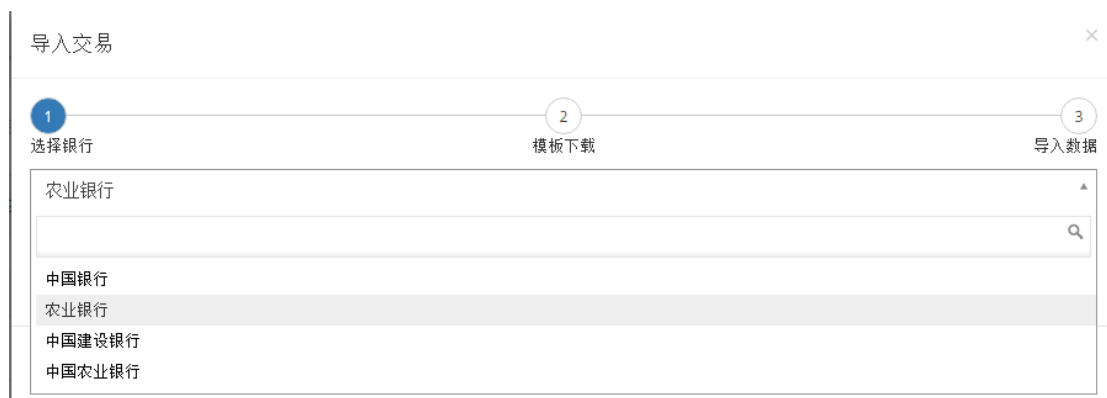 导入交易
1
2
3
选择银行
模板下载
导入数据
农业银行
中国银行
农业银行
中国建设银行
中国农业银行